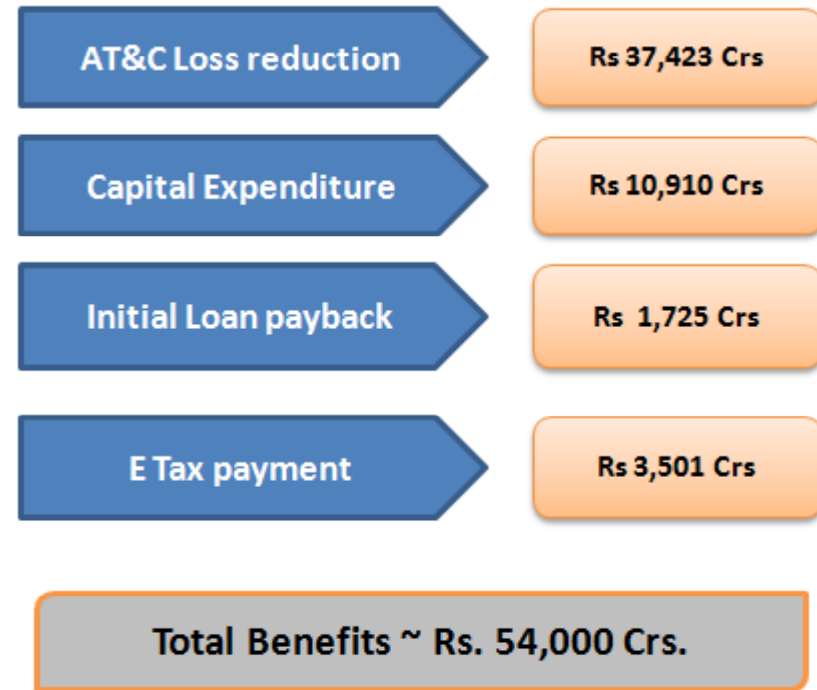 AT&C Loss reduction
Rs 37,423 Crs
Capital Expenditure
Rs 10,910 Crs
Initial Loan payback
Rs 1,725 Crs
E Tax payment
Rs 3,501 Crs
Total Benefits ~ Rs. 54,000 Crs.